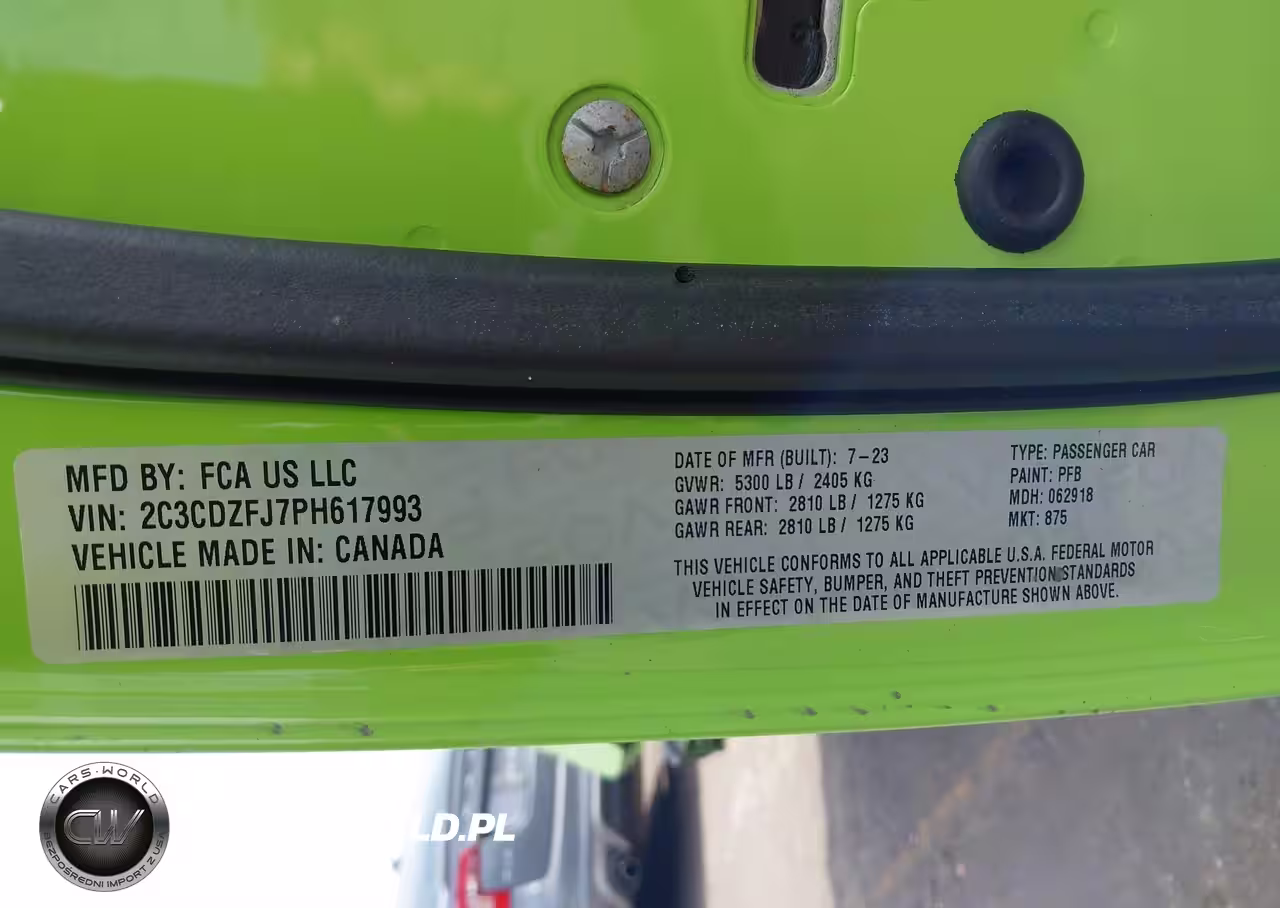 MFD BY: FCA US LLC
VIN: 2C3CDZFJ7PH617993
VEHICLE MADE IN: CANADA
DATE OF MFR (BUILT): 7-23
GVWR: 5300 LB / 2405 KG
GAWR FRONT: 2810 LB / 1275 KG
GAWR REAR: 2810 LB / 1275 KG
TYPE: PASSENGER CAR
PAINT: PFB
MDH: 062918
MKT: 875
THIS VEHICLE CONFORMS TO ALL APPLICABLE U.S.A. FEDERAL MOTOR
VEHICLE SAFETY, BUMPER, AND THEFT PREVENTION STANDARDS
IN EFFECT ON THE DATE OF MANUFACTURE SHOWN ABOVE.
CARS-WORLD
CW
BEZPOŚREDNI IMPORT Z USA
LD.PL